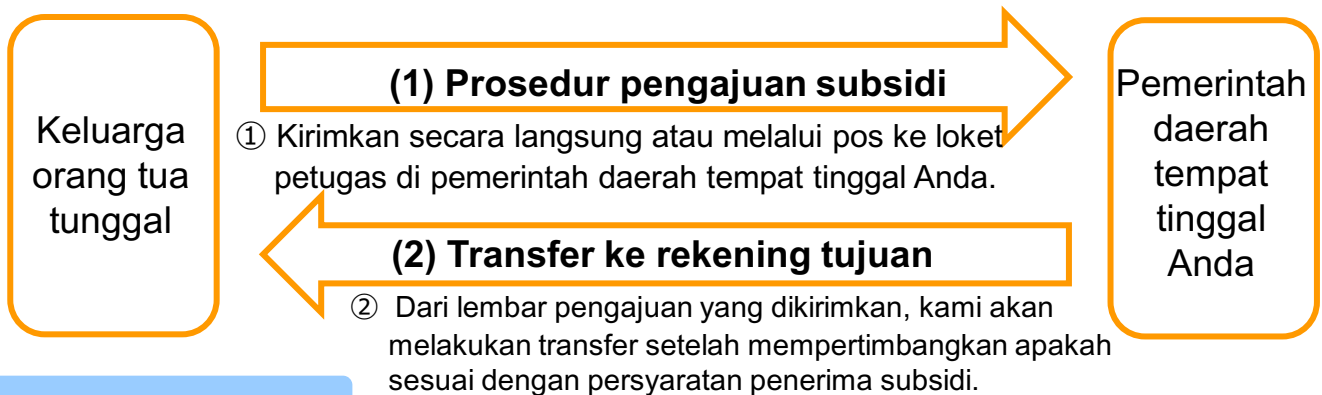 Keluarga
orang tua
tunggal
(1) Prosedur pengajuan subsidi
① Kirimkan secara langsung atau melalui pos ke loket
petugas di pemerintah daerah tempat tinggal Anda.
(2) Transfer ke rekening tujuan
② Dari lembar pengajuan yang dikirimkan, kami akan
melakukan transfer setelah mempertimbangkan apakah
sesuai dengan persyaratan penerima subsidi.
Pemerintah
daerah
tempat
tinggal
Anda